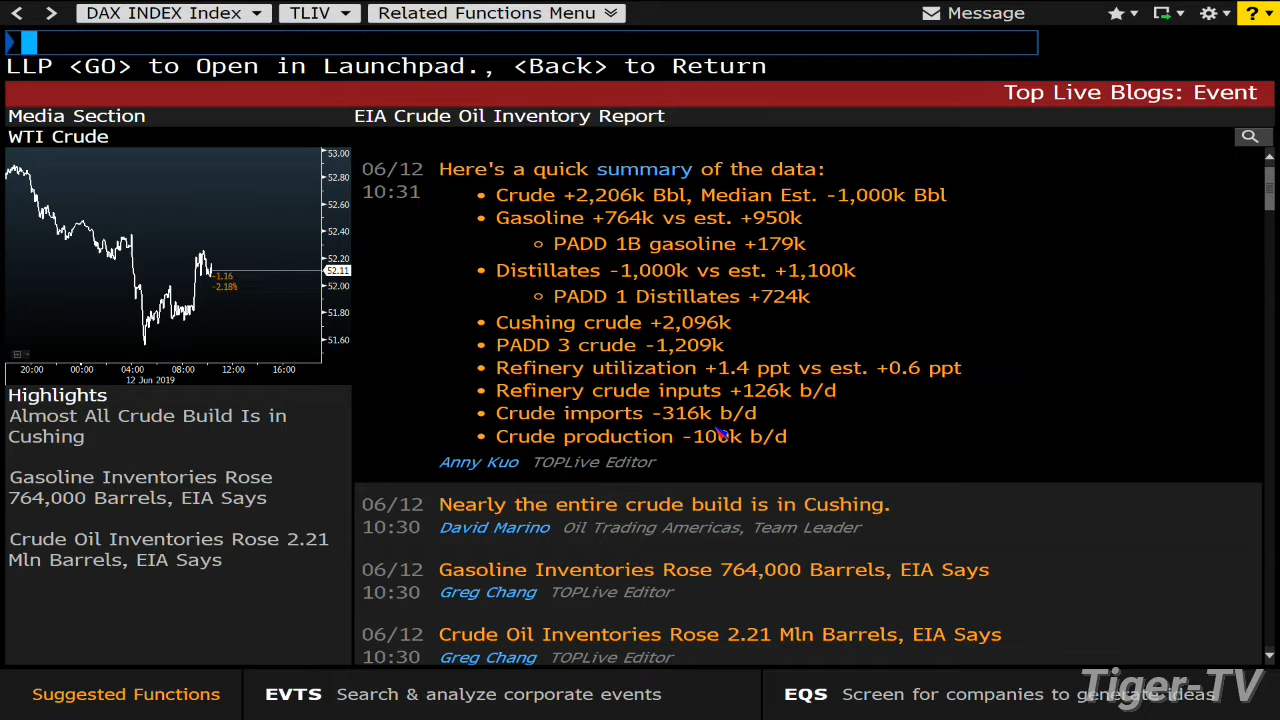 DAX INDEX Index
TLIV
Related Functions Menu
Message
?
LLP <GO> to Open in Launchpad., <Back> to Return
Top Live Blogs: Event
Media Section
EIA Crude Oil Inventory Report
WTI Crude
53.00
52.80
52.60
52.40
52.20
52.11
52.00
51.80
51.60
-1.16
-2.18%
20:00 00:00 04:00 08:00 12:00 16:00
12 Jun 2019
Highlights
Almost All Crude Build Is in
Cushing
Gasoline Inventories Rose
764,000 Barrels, EIA Says
Crude Oil Inventories Rose 2.21
Mln Barrels, EIA Says
06/12
10:31
Here's a quick summary of the data:
• Crude +2,206k Bbl, Median Est. -1,000k Bbl
• Gasoline +764k vs est. +950k
○ PADD 1B gasoline +179k
• Distillates -1,000k vs est. +1,100k
○ PADD 1 Distillates +724k
• Cushing crude +2,096k
• PADD 3 crude -1,209k
• Refinery utilization +1.4 ppt vs est. +0.6 ppt
• Refinery crude inputs +126k b/d
• Crude imports -316k b/d
• Crude production -100k b/d
Anny Kuo TOPLive Editor
06/12
10:30
Nearly the entire crude build is in Cushing.
David Marino Oil Trading Americas, Team Leader
06/12
10:30
Gasoline Inventories Rose 764,000 Barrels, EIA Says
Greg Chang TOPLive Editor
06/12
10:30
Crude Oil Inventories Rose 2.21 Mln Barrels, EIA Says
Greg Chang TOPLive Editor
Suggested Functions
EVTS Search & analyze corporate events
EQS Screen for companies to generate ideas
Tiger-TV